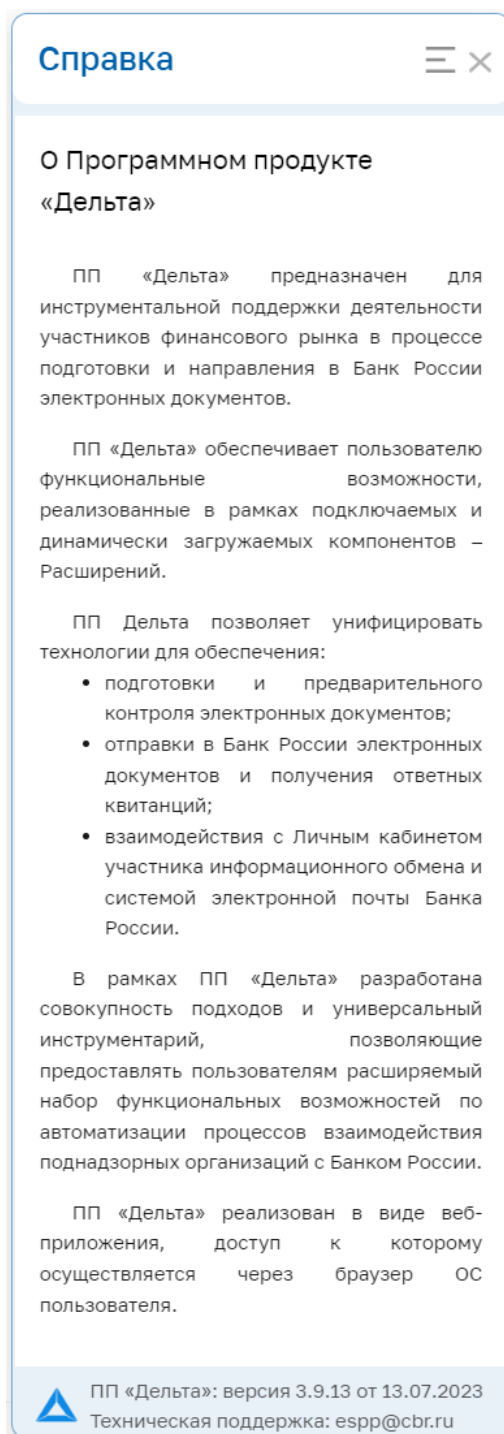 Справка
О Программном продукте
«Дельта»
ПП «Дельта» предназначен для
инструментальной поддержки деятельности
участников финансового рынка в процессе
подготовки и направления в Банк России
электронных документов.
ПП «Дельта» обеспечивает пользователю
функциональные возможности,
реализованные в рамках подключаемых и
динамически загружаемых компонентов –
Расширений.
ПП Дельта позволяет унифицировать
технологии для обеспечения:
• подготовки и предварительного
контроля электронных документов;
• отправки в Банк России электронных
документов и получения ответных
квитанций;
• взаимодействия с Личным кабинетом
участника информационного обмена и
системой электронной почты Банка
России.
В рамках ПП «Дельта» разработана
совокупность подходов и универсальный
инструментарий, позволяющие
предоставлять пользователям расширяемый
набор функциональных возможностей по
автоматизации процессов взаимодействия
поднадзорных организаций с Банком России.
ПП «Дельта» реализован в виде веб-
приложения, доступ к которому
осуществляется через браузер ОС
пользователя.
ПП «Дельта»: версия 3.9.13 от 13.07.2023
Техническая поддержка: espp@cbr.ru